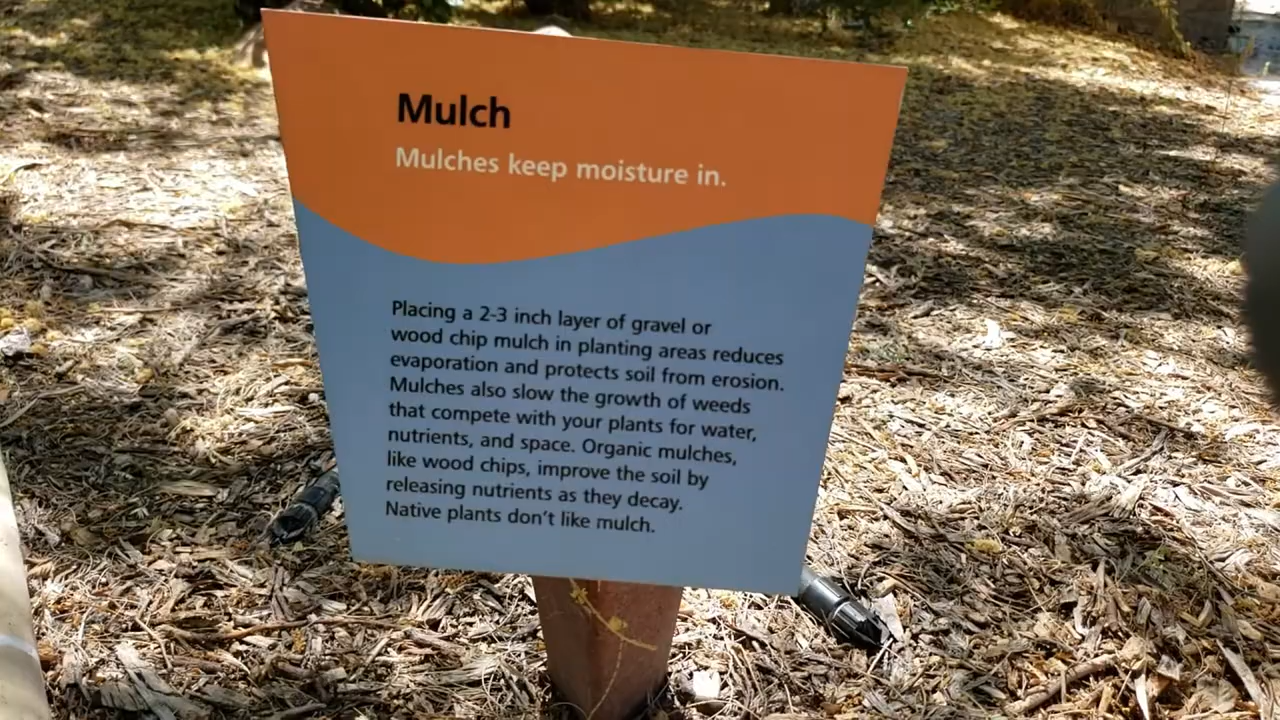 Mulch
Mulches keep moisture in.
Placing a 2-3 inch layer of gravel or
wood chip mulch in planting areas reduces
evaporation and protects soil from erosion.
Mulches also slow the growth of weeds
that compete with your plants for water,
nutrients, and space. Organic mulches,
like wood chips, improve the soil by
releasing nutrients as they decay.
Native plants don't like mulch.